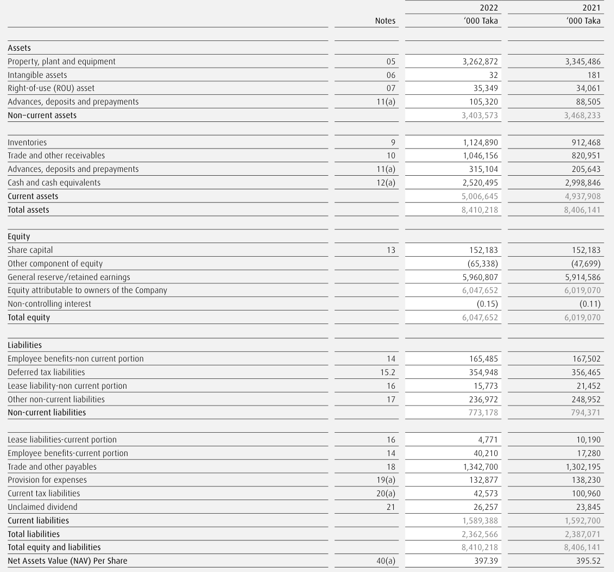 2022 2021
Notes ’000 Taka ’000 Taka
Assets
Property, plant and equipment 05 3,262,872 3,345,486
Intangible assets 06 32 181
Right-of-use (ROU) asset 07 35,349 34,061
Advances, deposits and prepayments 11(a) 105,320 88,505
Non-current assets 3,403,573 3,468,233
Inventories 9 1,124,890 912,468
Trade and other receivables 10 1,046,156 820,951
Advances, deposits and prepayments 11(a) 315,104 205,643
Cash and cash equivalents 12(a) 2,520,495 2,998,846
Current assets 5,006,645 4,937,908
Total assets 8,410,218 8,406,141
Equity
Share capital 13 152,183 152,183
Other component of equity (65,338) (47,699)
General reserve/retained earnings 5,960,807 5,914,586
Equity attributable to owners of the Company 6,047,652 6,019,070
Non-controlling interest (0.15) (0.11)
Total equity 6,047,652 6,019,070
Liabilities
Employee benefits-non current portion 14 165,485 167,502
Deferred tax liabilities 15.2 354,948 356,465
Lease liability-non current portion 16 15,773 21,452
Other non-current liabilities 17 236,972 248,952
Non-current liabilities 773,178 794,371
Lease liabilities-current portion 16 4,771 10,190
Employee benefits-current portion 14 40,210 17,280
Trade and other payables 18 1,342,700 1,302,195
Provision for expenses 19(a) 132,877 138,230
Current tax liabilities 20(a) 42,573 100,960
Unclaimed dividend 21 26,257 23,845
Current liabilities 1,589,388 1,592,700
Total liabilities 2,362,566 2,387,071
Total equity and liabilities 8,410,218 8,406,141
Net Assets Value (NAV) Per Share 40(a) 397.39 395.52